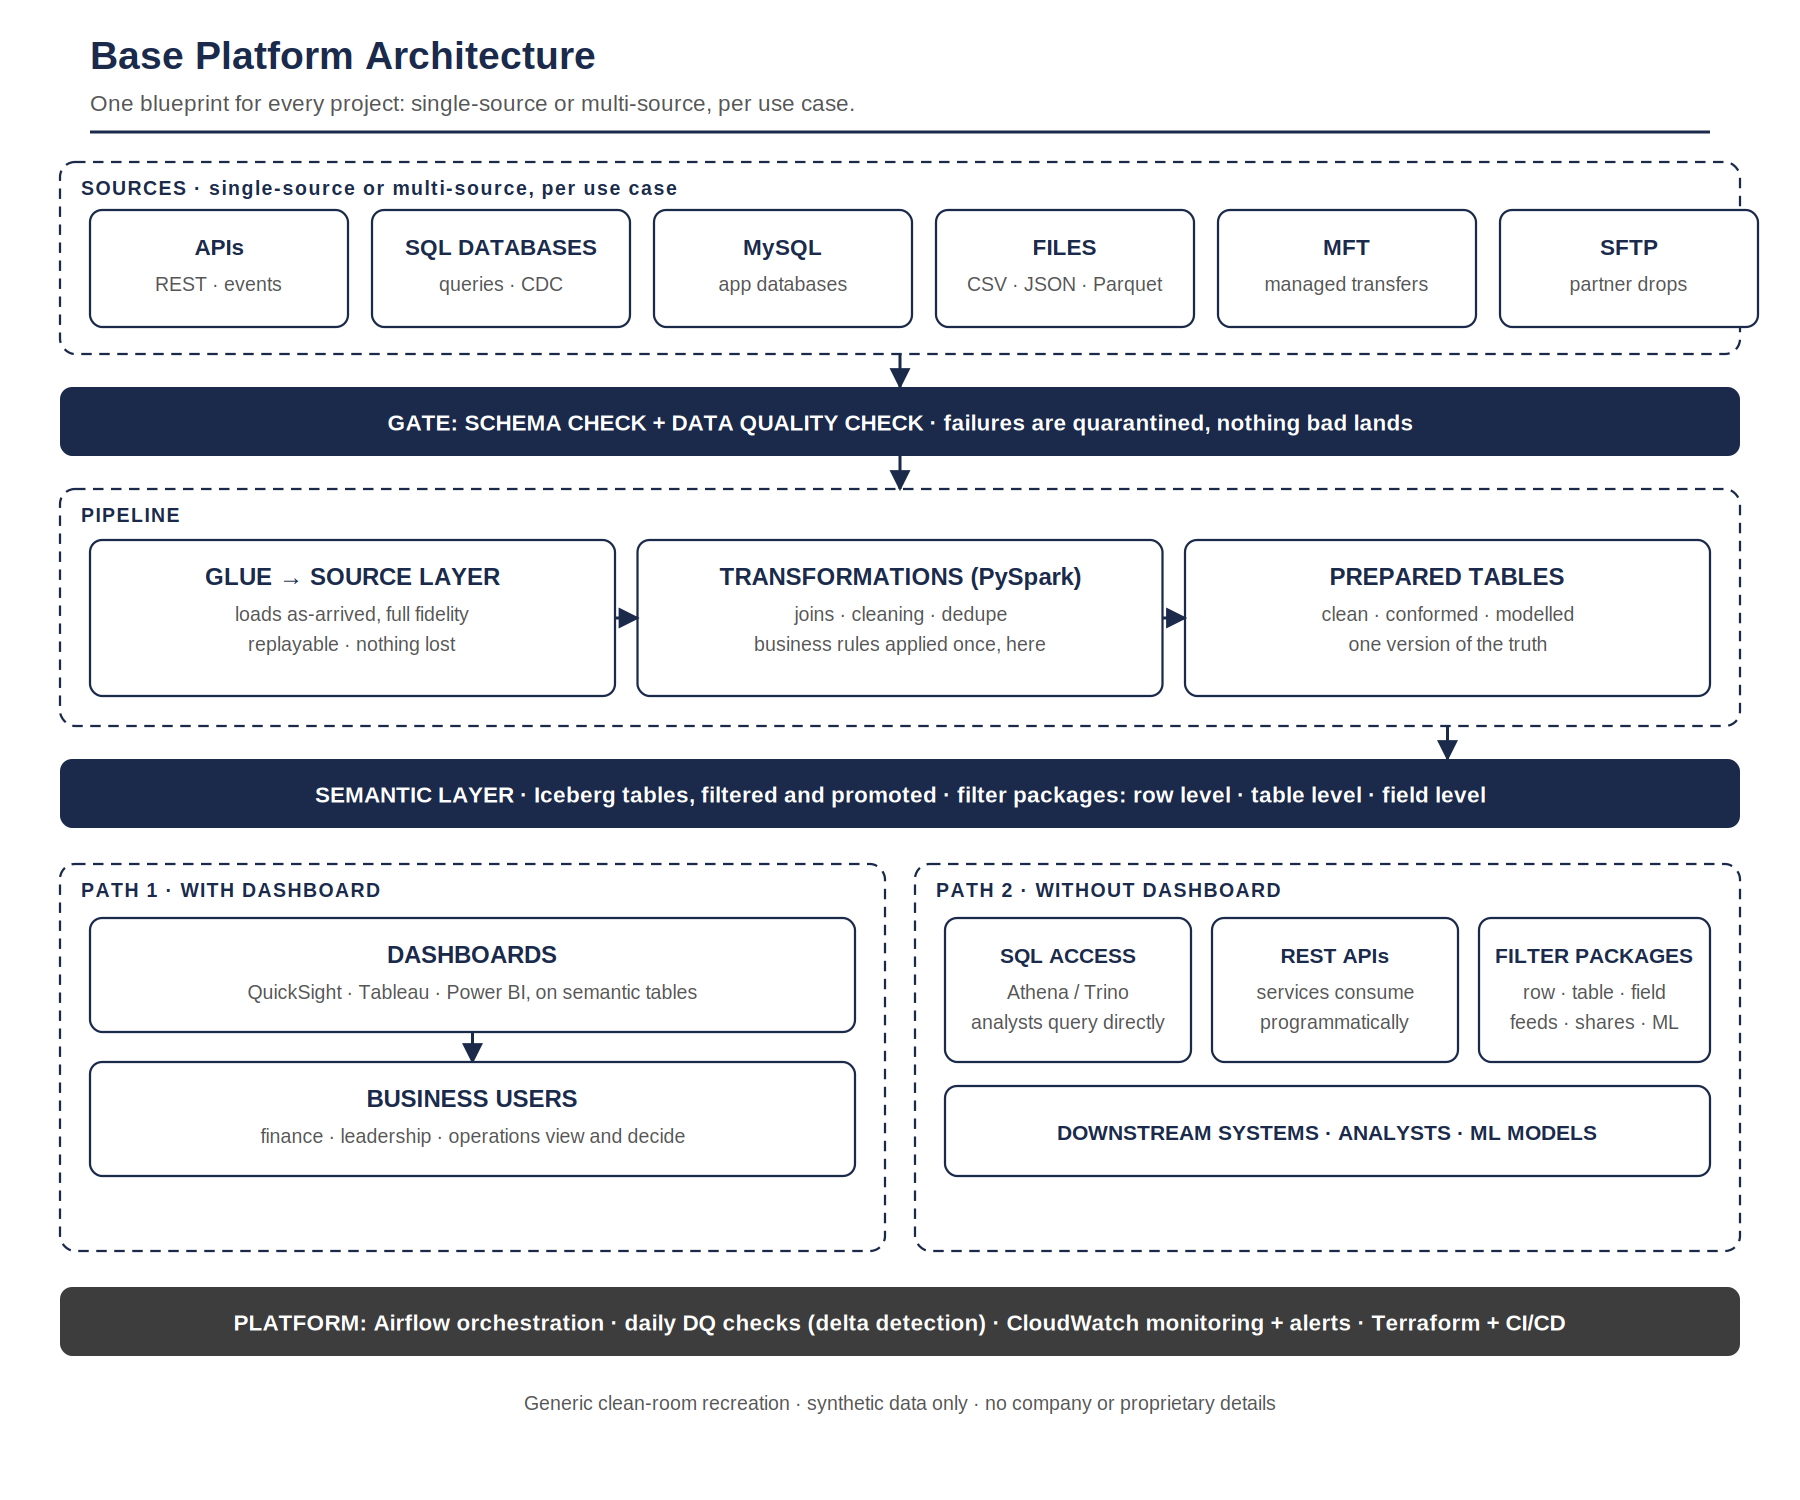 Base Platform Architecture
One blueprint for every project: single-source or multi-source, per use case.
SOURCES · single-source or multi-source, per use case
APIs
REST · events
SQL DATABASES
queries · CDC
MySQL
app databases
FILES
CSV · JSON · Parquet
MFT
managed transfers
SFTP
partner drops
GATE: SCHEMA CHECK + DATA QUALITY CHECK · failures are quarantined, nothing bad lands
PIPELINE
GLUE → SOURCE LAYER
loads as-arrived, full fidelity
replayable · nothing lost
TRANSFORMATIONS (PySpark)
joins · cleaning · dedupe
business rules applied once, here
PREPARED TABLES
clean · conformed · modelled
one version of the truth
SEMANTIC LAYER · Iceberg tables, filtered and promoted · filter packages: row level · table level · field level
PATH 1 · WITH DASHBOARD
DASHBOARDS
QuickSight · Tableau · Power BI, on semantic tables
BUSINESS USERS
finance · leadership · operations view and decide
PATH 2 · WITHOUT DASHBOARD
SQL ACCESS
Athena / Trino
analysts query directly
REST APIs
services consume
programmatically
FILTER PACKAGES
row · table · field
feeds · shares · ML
DOWNSTREAM SYSTEMS · ANALYSTS · ML MODELS
PLATFORM: Airflow orchestration · daily DQ checks (delta detection) · CloudWatch monitoring + alerts · Terraform + CI/CD
Generic clean-room recreation · synthetic data only · no company or proprietary details